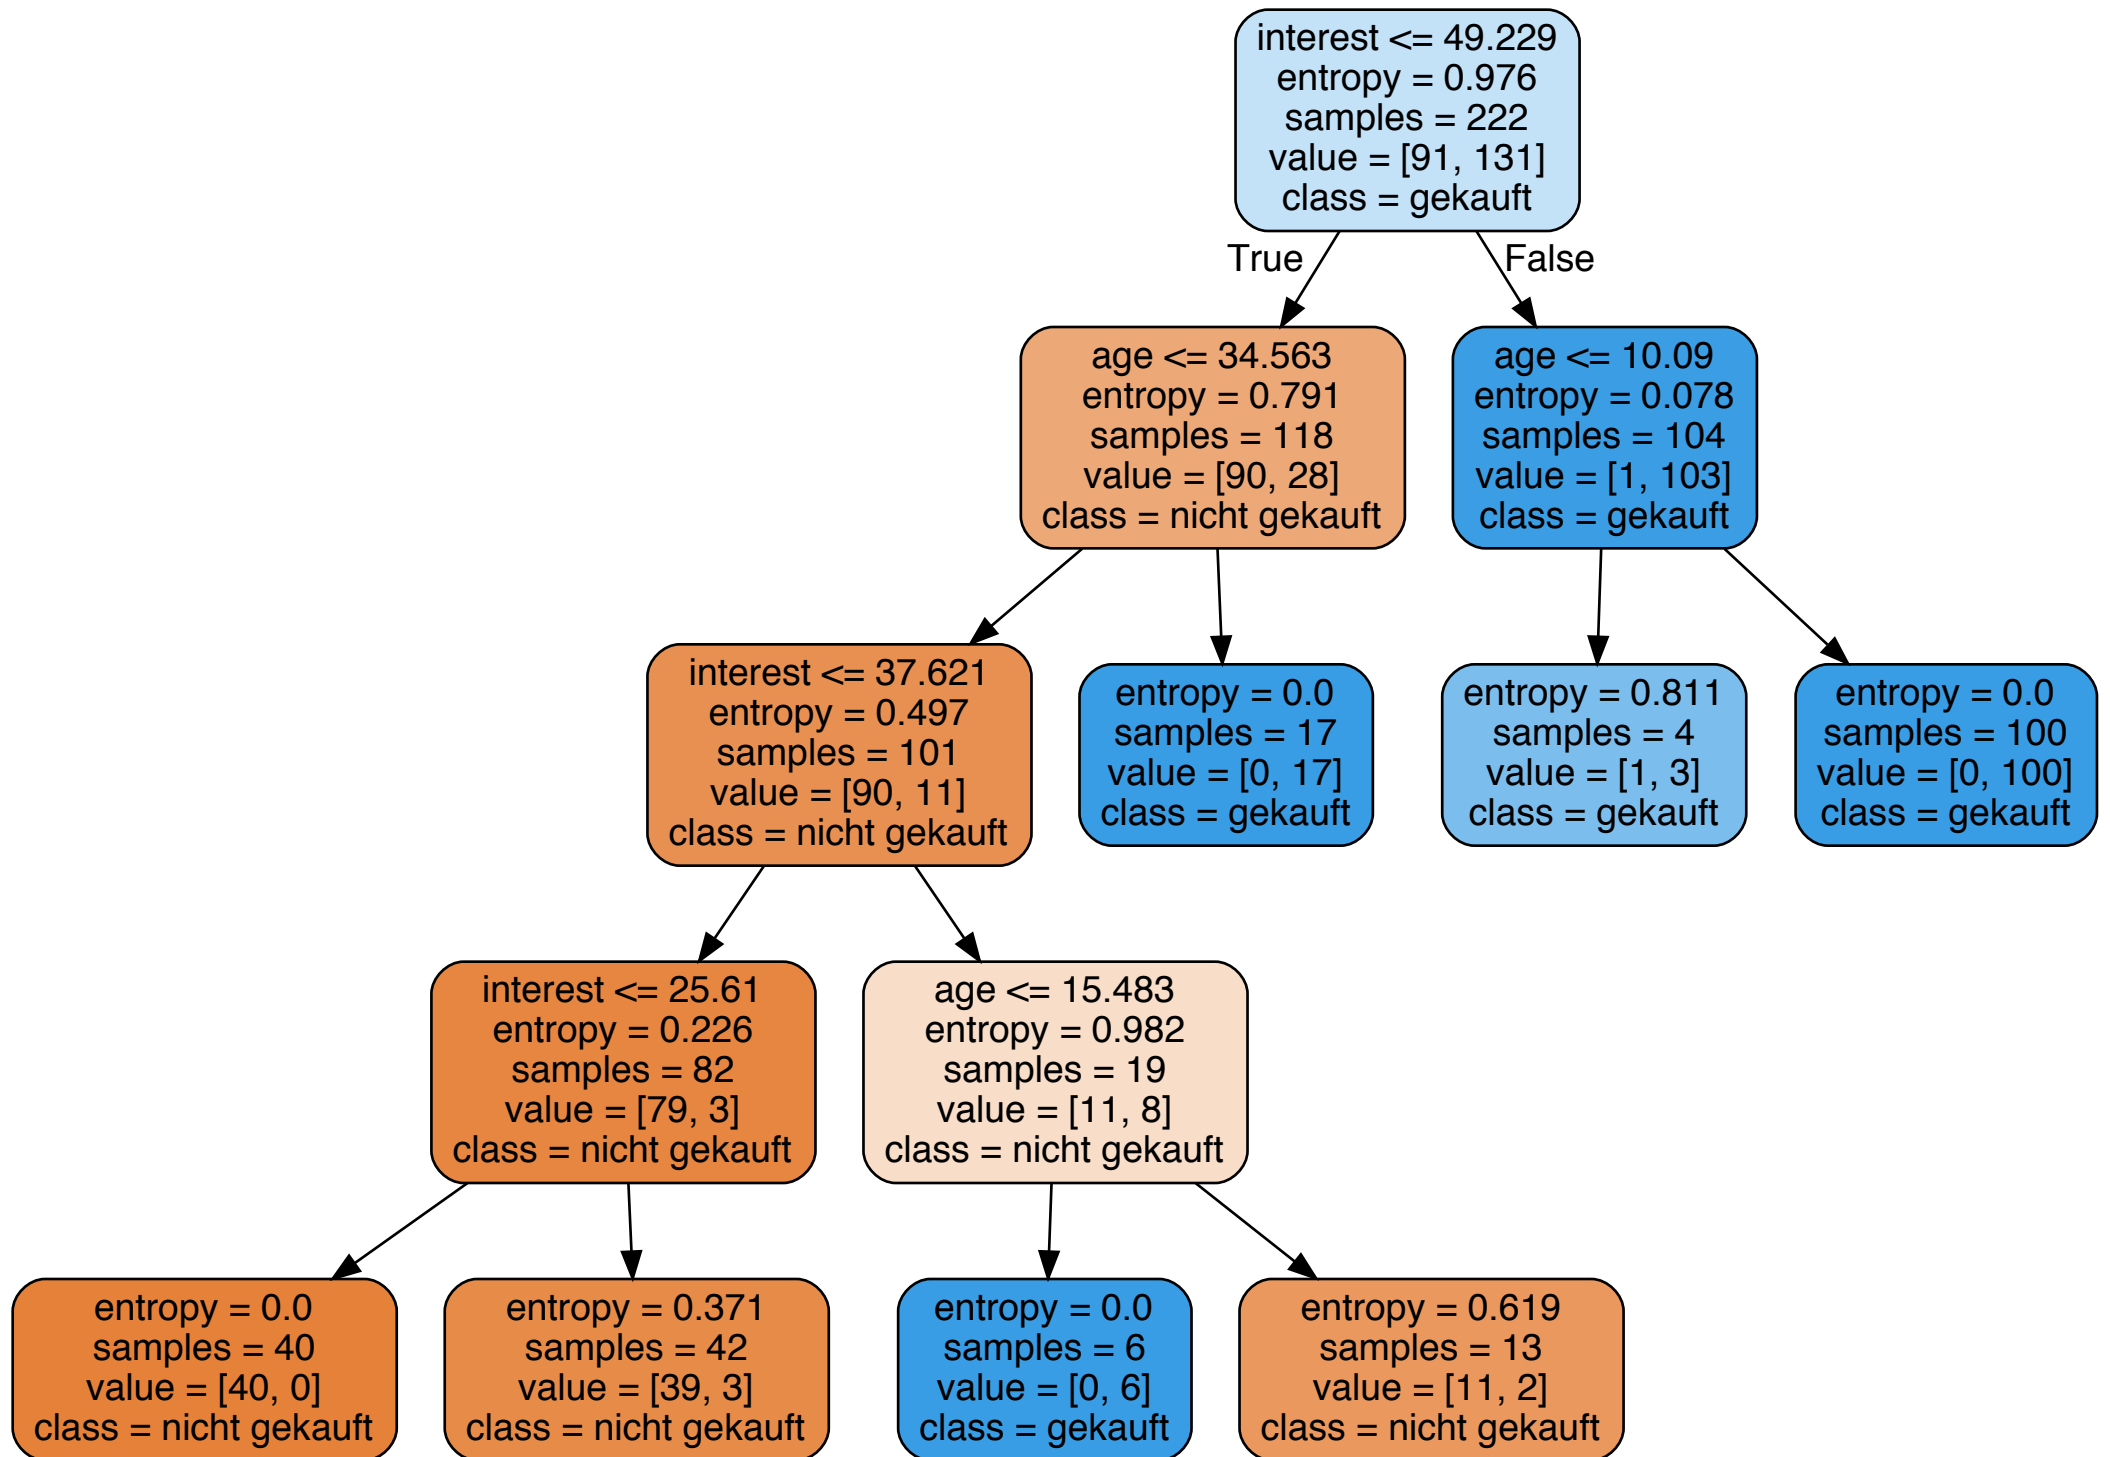 interest <= 49.229
entropy = 0.976
samples = 222
value = [91, 131]
class = gekauft
True
False
age <= 34.563
entropy = 0.791
samples = 118
value = [90, 28]
class = nicht gekauft
age <= 10.09
entropy = 0.078
samples = 104
value = [1, 103]
class = gekauft
interest <= 37.621
entropy = 0.497
samples = 101
value = [90, 11]
class = nicht gekauft
entropy = 0.0
samples = 17
value = [0, 17]
class = gekauft
entropy = 0.811
samples = 4
value = [1, 3]
class = gekauft
entropy = 0.0
samples = 100
value = [0, 100]
class = gekauft
interest <= 25.61
entropy = 0.226
samples = 82
value = [79, 3]
class = nicht gekauft
age <= 15.483
entropy = 0.982
samples = 19
value = [11, 8]
class = nicht gekauft
entropy = 0.0
samples = 40
value = [40, 0]
class = nicht gekauft
entropy = 0.371
samples = 42
value = [39, 3]
class = nicht gekauft
entropy = 0.0
samples = 6
value = [0, 6]
class = gekauft
entropy = 0.619
samples = 13
value = [11, 2]
class = nicht gekauft